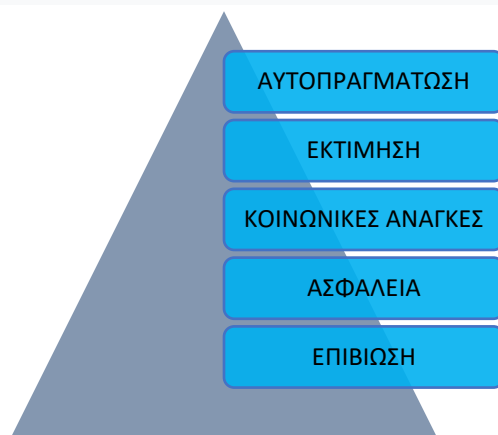 ΑΥΤΟΠΡΑΓΜΑΤΩΣΗ
ΕΚΤΙΜΗΣΗ
ΚΟΙΝΩΝΙΚΕΣ ΑΝΑΓΚΕΣ
ΑΣΦΑΛΕΙΑ
ΕΠΙΒΙΩΣΗ